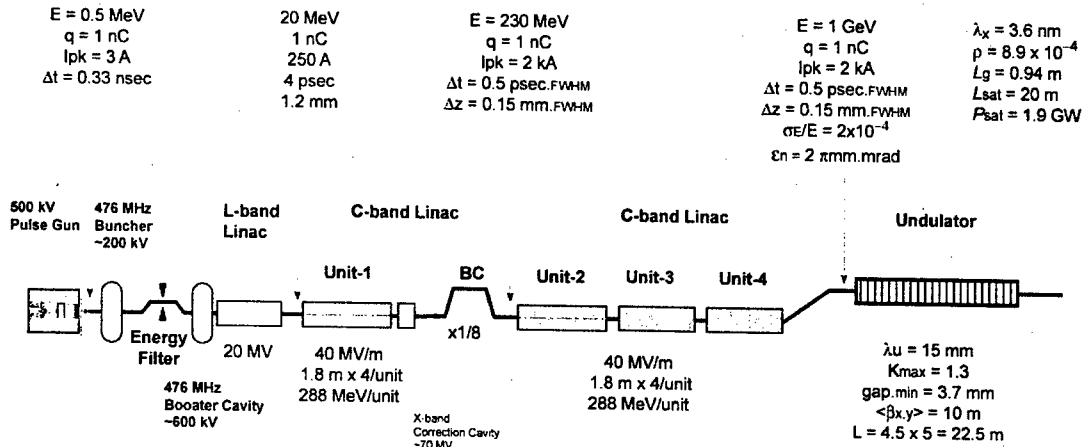 E = 0.5 MeV
q = 1 nC
Ipk = 3 A
Δt = 0.33 nsec
20 MeV
1 nC
250 A
4 psec
1.2 mm
E = 230 MeV
q = 1 nC
Ipk = 2 kA
Δt = 0.5 psec.FWHM
Δz = 0.15 mm.FWHM
E = 1 GeV
q = 1 nC
Ipk = 2 kA
Δt = 0.5 psec.FWHM
Δz = 0.15 mm.FWHM
σE/E = 2x10⁻⁴
εn = 2 πmm.mrad
λx = 3.6 nm
ρ = 8.9 x 10⁻⁴
Lg = 0.94 m
Lsat = 20 m
Psat = 1.9 GW
500 kV
Pulse Gun
476 MHz
Buncher
~200 kV
L-band
Linac
C-band Linac
C-band Linac
Undulator
Unit-1
BC
Unit-2
Unit-3
Unit-4
x1/8
Energy
Filter
20 MV
476 MHz
Booater Cavity
~600 kV
40 MV/m
1.8 m x 4/unit
288 MeV/unit
X-band
Correction Cavity
~70 MV
40 MV/m
1.8 m x 4/unit
288 MeV/unit
λu = 15 mm
Kmax = 1.3
gap.min = 3.7 mm
<βx.y> = 10 m
L = 4.5 x 5 = 22.5 m